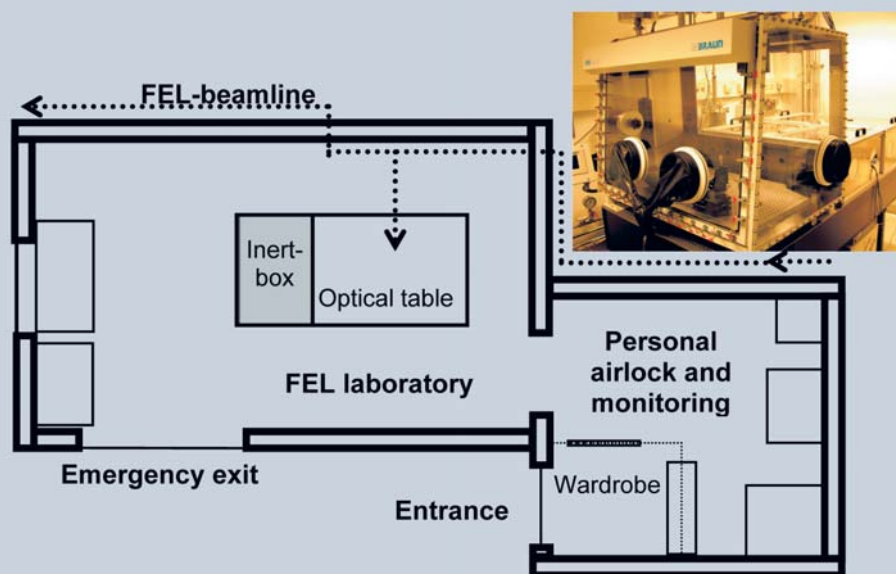 BRAUN
FEL-beamline
Inert-
box
Optical table
Personal
airlock and
monitoring
FEL laboratory
Emergency exit
Wardrobe
Entrance